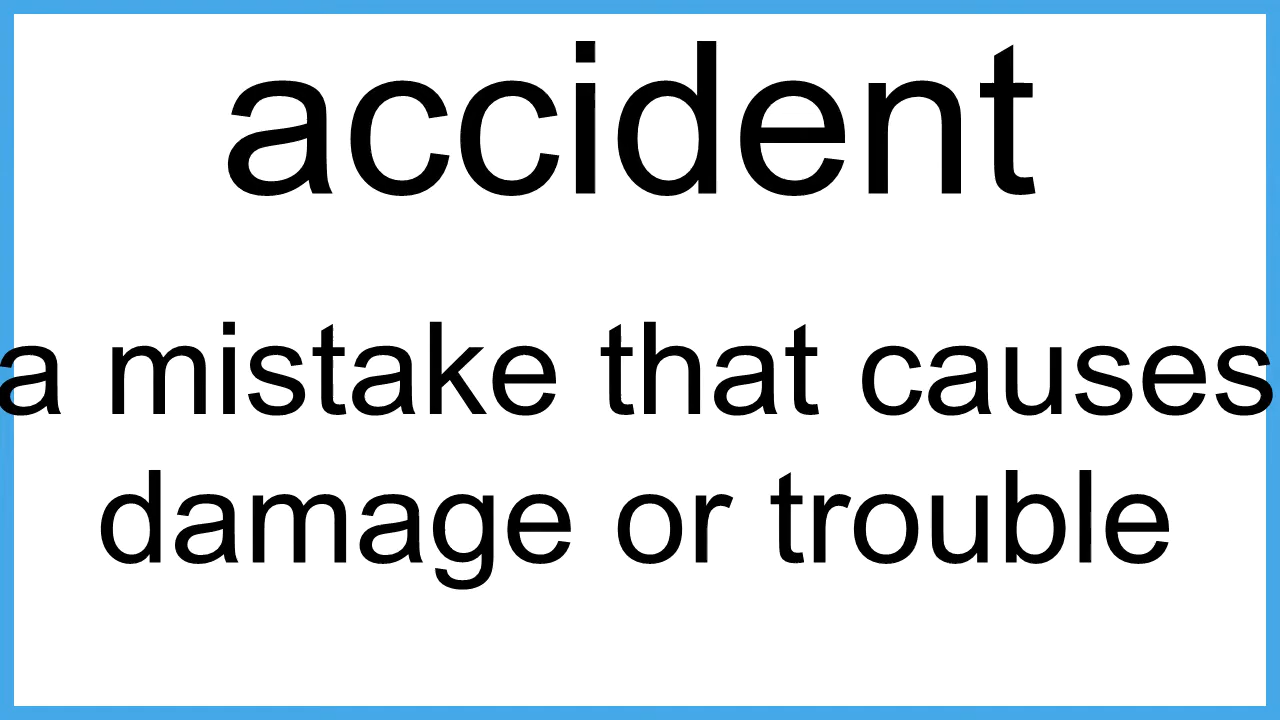 accident
a mistake that causes
damage or trouble